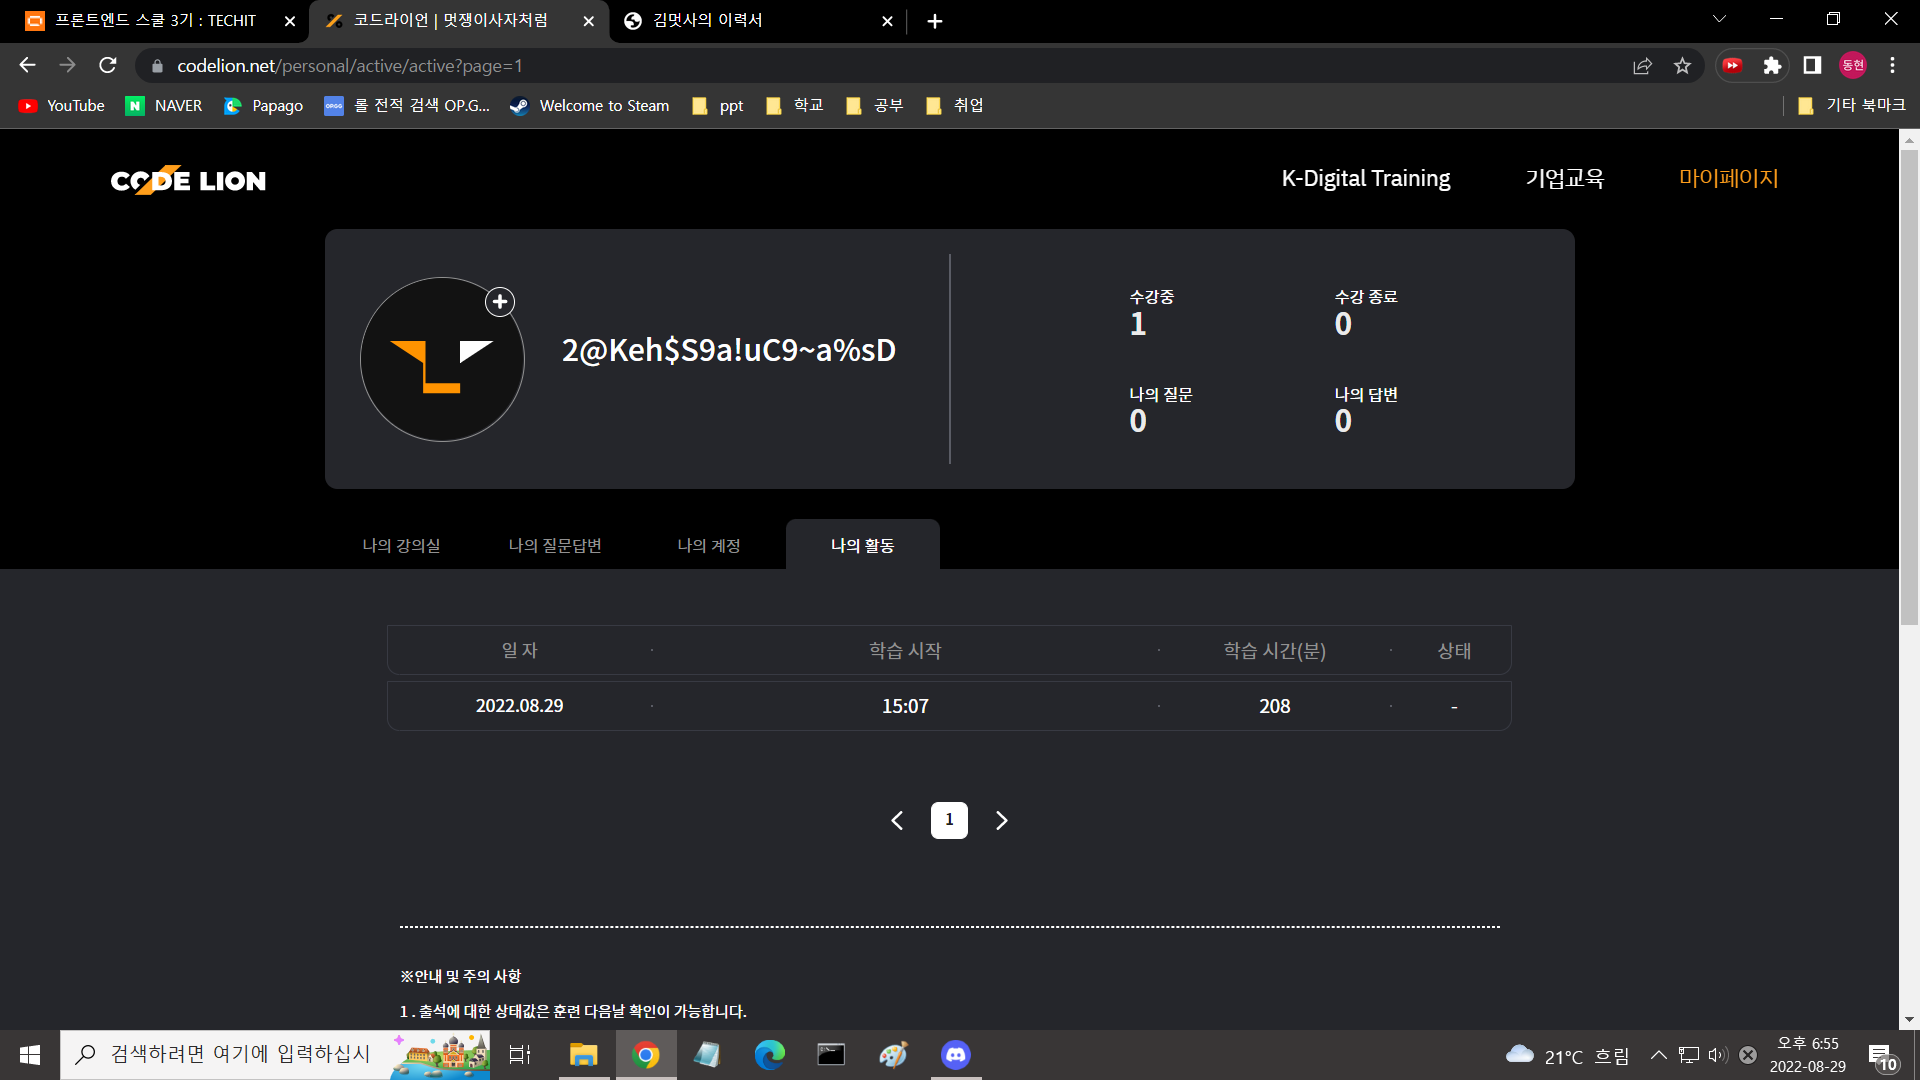 프론트엔드 스쿨 3기 : TECHIT
코드라이언 | 멋쟁이사자처럼
김멋사의 이력서
codelion.net/personal/active/active?page=1
동현
YouTube
N NAVER
Papago
OP.GG 롤 전적 검색 OP.G...
Welcome to Steam
ppt
학교
공부
취업
기타 북마크
CODE LION
K-Digital Training
기업교육
마이페이지
2@Keh$S9a!uC9~a%sD
수강중
1
수강 종료
0
나의 질문
0
나의 답변
0
나의 강의실
나의 질문답변
나의 계정
나의 활동
일 자 · 학습 시작 · 학습 시간(분) · 상태
2022.08.29 · 15:07 · 208 · -
1
※안내 및 주의 사항
1 . 출석에 대한 상태값은 훈련 다음날 확인이 가능합니다.
검색하려면 여기에 입력하십시
21°C 흐림
오후 6:55
2022-08-29
10